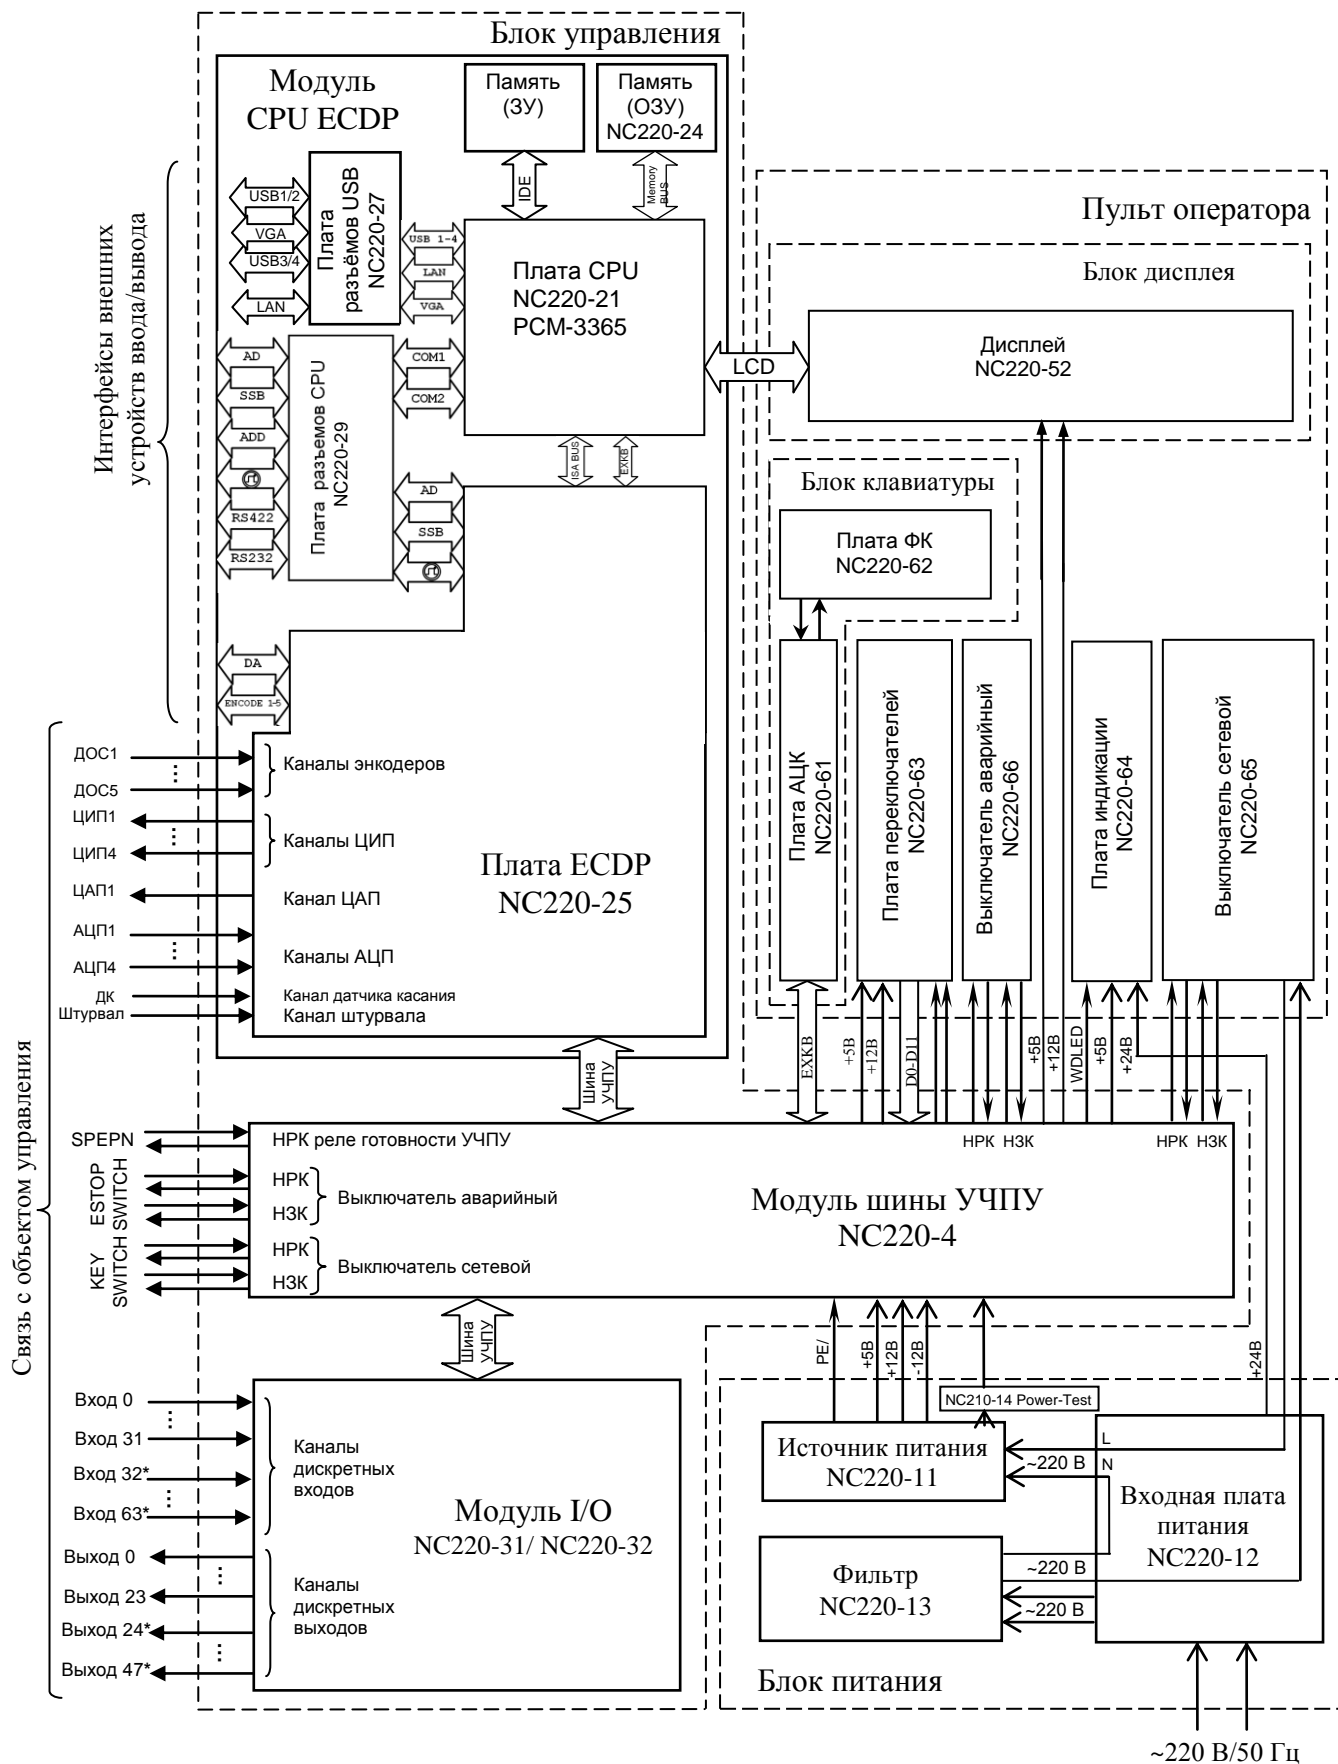 Блок управления
Модуль
CPU ECDP
Память
(ЗУ)
Память
(ОЗУ)
NC220-24
IDE
Memory
BUS
Интерфейсы внешних
устройств ввода/вывода
USB1/2
VGA
USB3/4
LAN
Плата
разъёмов USB
NC220-27
USB 1-4
LAN
VGA
Плата CPU
NC220-21
PCM-3365
AD
SSB
ADD
RS422
RS232
Плата разъемов CPU
NC220-29
COM1
COM2
ISA BUS
EXKB
AD
SSB
DA
ENCODE 1-5
LCD
Пульт оператора
Блок дисплея
Дисплей
NC220-52
Блок клавиатуры
Плата ФК
NC220-62
Плата АЦК
NC220-61
Плата переключателей
NC220-63
Выключатель аварийный
NC220-66
Плата индикации
NC220-64
Выключатель сетевой
NC220-65
Связь с объектом управления
ДОС1
...
ДОС5
Каналы энкодеров
ЦИП1
...
ЦИП4
Каналы ЦИП
ЦАП1
Канал ЦАП
АЦП1
...
АЦП4
Каналы АЦП
ДК
Канал датчика касания
Штурвал
Канал штурвала
Плата ECDP
NC220-25
Шина
УЧПУ
EXKB
+5В
+12В
D0-D11
+5В
+12В
WDLED
+5В
+24В
SPEPN
НРК реле готовности УЧПУ
ESTOP
SWITCH
НРК
НЗК
Выключатель аварийный
KEY
SWITCH
НРК
НЗК
Выключатель сетевой
НРК
НЗК
НРК
НЗК
Модуль шины УЧПУ
NC220-4
Шина
УЧПУ
PE/
+5В
+12В
-12В
+24В
Вход 0
...
Вход 31
Вход 32*
...
Вход 63*
Каналы
дискретных
входов
Выход 0
...
Выход 23
Выход 24*
...
Выход 47*
Каналы
дискретных
выходов
Модуль I/O
NC220-31/ NC220-32
NC210-14 Power-Test
Источник питания
NC220-11
L
~220 В
N
Входная плата
питания
NC220-12
Фильтр
NC220-13
~220 В
~220 В
Блок питания
~220 В/50 Гц